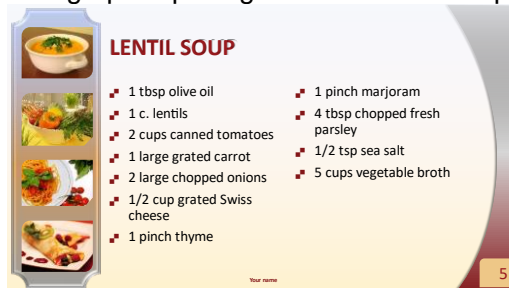 LENTIL SOUP
1 tbsp olive oil
1 c. lentils
2 cups canned tomatoes
1 large grated carrot
2 large chopped onions
1/2 cup grated Swiss
cheese
1 pinch thyme
1 pinch marjoram
4 tbsp chopped fresh
parsley
1/2 tsp sea salt
5 cups vegetable broth
Your name
5